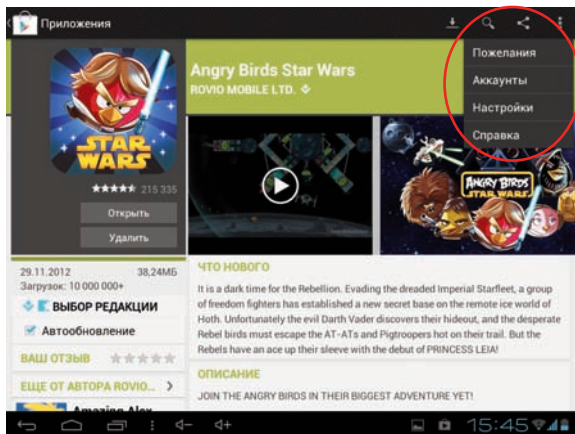 Приложения
Пожелания
Аккаунты
Настройки
Справка
Angry Birds Star Wars
ROVIO MOBILE LTD.
STAR
WARS
215 335
Открыть
Удалить
ANGRY BIRDS
STAR WARS
29.11.2012 38,24МБ
Загрузок: 10 000 000+
ВЫБОР РЕДАКЦИИ
Автообновление
ВАШ ОТЗЫВ
ЕЩЕ ОТ АВТОРА ROVIO...
Amazing Alex
ЧТО НОВОГО
It is a dark time for the Rebellion. Evading the dreaded Imperial Starfleet, a group
of freedom fighters has established a new secret base on the remote ice world of
Hoth. Unfortunately the evil Darth Vader discovers their hideout, and the desperate
Rebel birds must escape the AT-ATs and Pigtroopers hot on their trail. But the
Rebels have an ace up their sleeve with the debut of PRINCESS LEIA!
ОПИСАНИЕ
JOIN THE ANGRY BIRDS IN THEIR BIGGEST ADVENTURE YET!
15:45